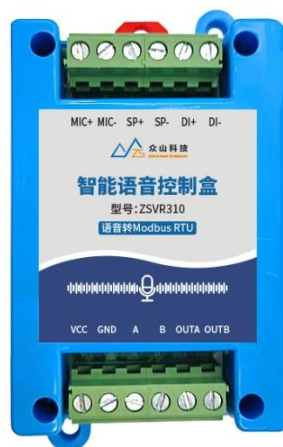 MIC+ MIC- SP+ SP- DI+ DI-
ZS 众山科技
智能语音控制盒
型号:ZSVR310
语音转Modbus RTU
VCC GND A B OUTA OUTB